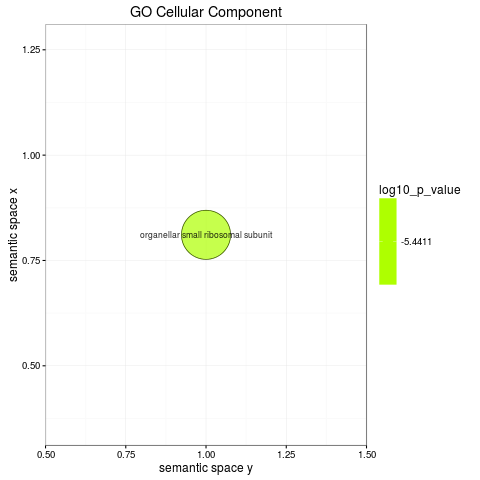 GO Cellular Component
1.25
1.00
0.75
0.50
semantic space x
organellar small ribosomal subunit
log10_p_value
-5.4411
0.50 0.75 1.00 1.25 1.50
semantic space y